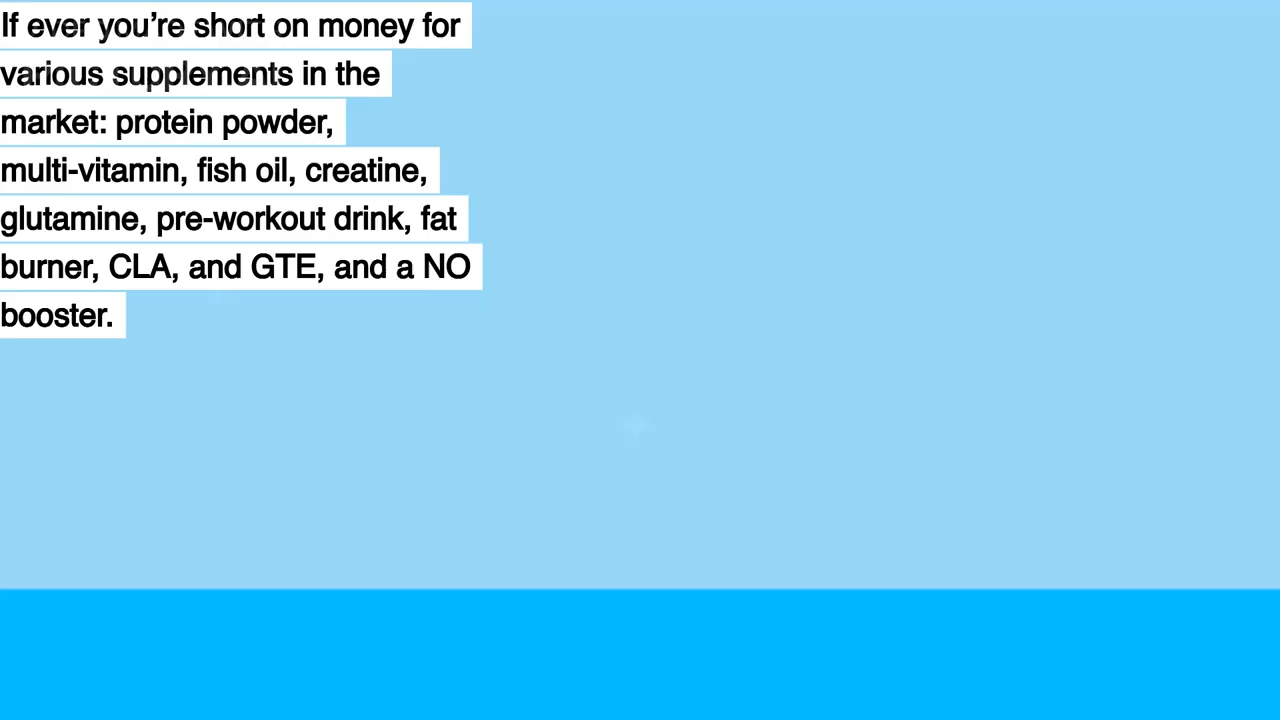 If ever you’re short on money for
various supplements in the
market: protein powder,
multi-vitamin, fish oil, creatine,
glutamine, pre-workout drink, fat
burner, CLA, and GTE, and a NO
booster.